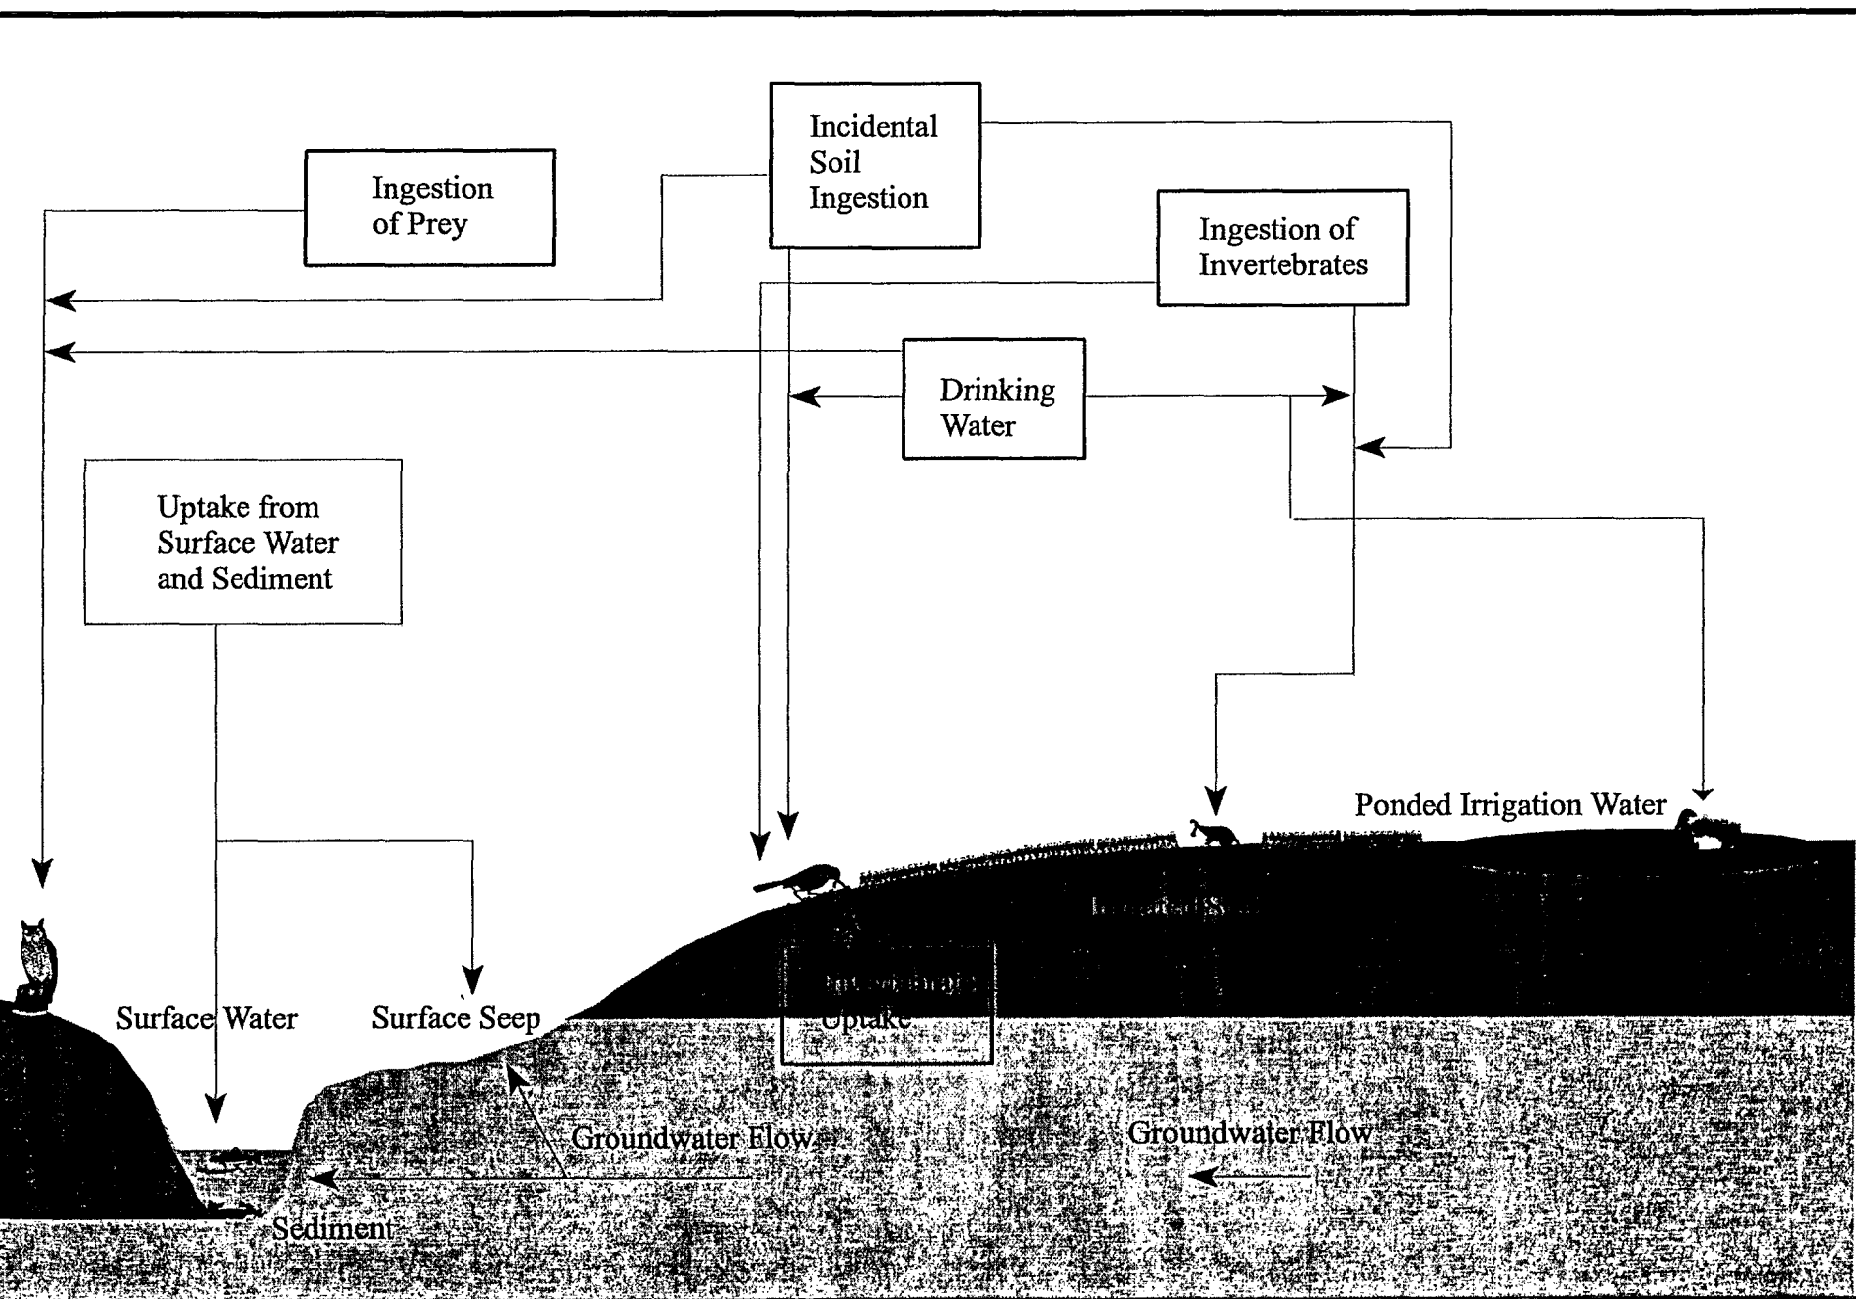 Incidental
Soil
Ingestion
Ingestion
of Prey
Ingestion of
Invertebrates
Drinking
Water
Uptake from
Surface Water
and Sediment
Ponded Irrigation Water
Surface Water
Surface Seep
Uptake
Groundwater Flow
Groundwater Flow
Sediment